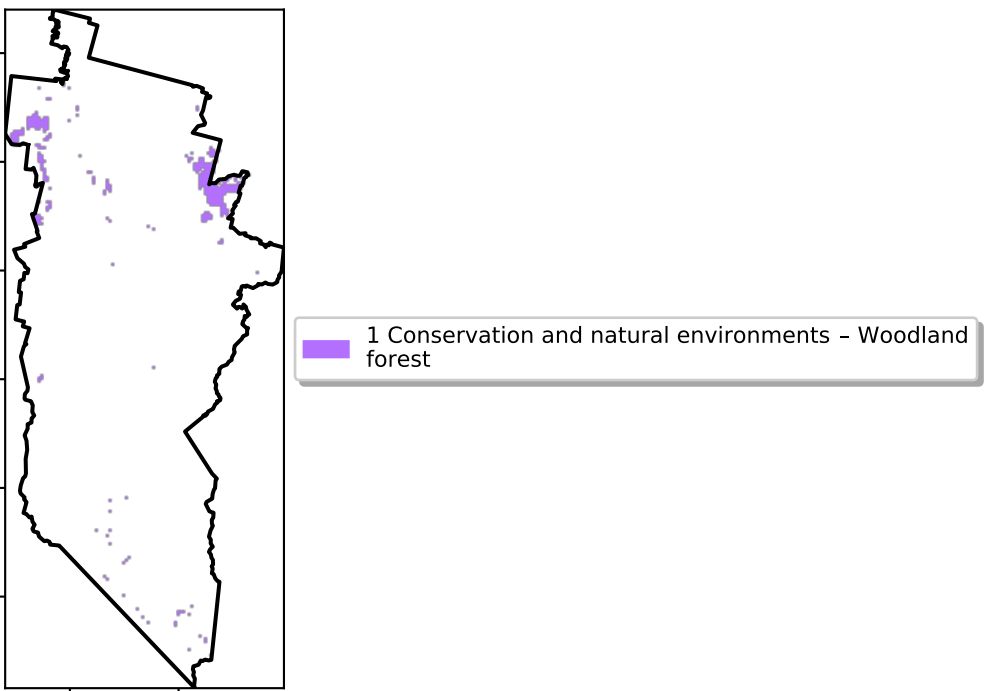 1 Conservation and natural environments – Woodland
forest